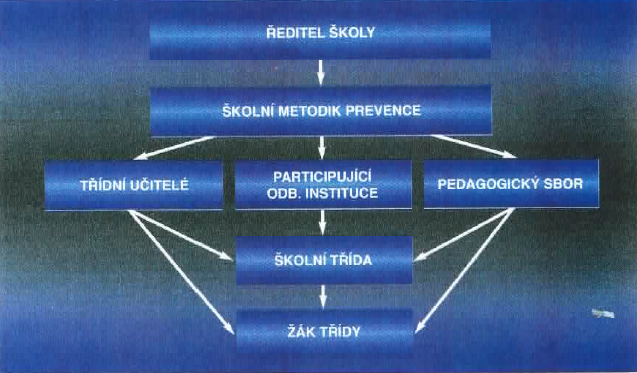 ŘEDITEL ŠKOLY
ŠKOLNÍ METODIK PREVENCE
TŘÍDNÍ UČITELÉ
PARTICIPUJÍCÍ
ODB. INSTITUCE
PEDAGOGICKÝ SBOR
ŠKOLNÍ TŘÍDA
ŽÁK TŘÍDY